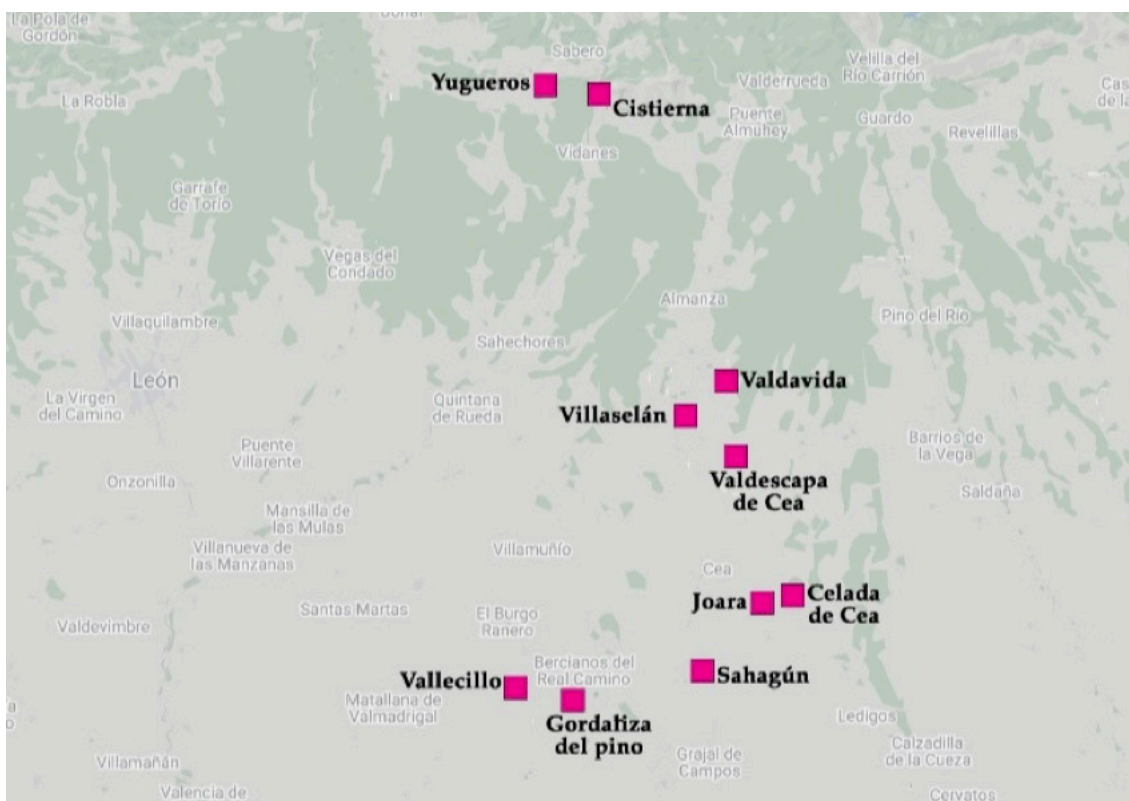 La Pola de
Gordón
Sabero
Velilla del
Río Carrión
Yugueros
Valderrueda
La Robla
Cistierna
Puente
Almuhey
Guardo
Revelillas
Vidanes
Garrafe
de Torío
Vegas del
Condado
Almanza
Villaquilambre
Pino del Río
Sahechores
León
Valdavida
La Virgen
del Camino
Quintana
de Rueda
Villaselán
Puente
Villarente
Barrios de
la Vega
Valdescapa
de Cea
Onzonilla
Saldaña
Mansilla de
las Mulas
Villanueva de
las Manzanas
Villamuñío
Cea
Celada
de Cea
Joara
Santas Martas
El Burgo
Ranero
Valdevimbre
Bercianos del
Real Camino
Sahagún
Vallecillo
Matallana de
Valmadrigal
Gordaliza
del pino
Ledigos
Calzadilla
de la Cueza
Grajal de
Campos
Villamañán
Valencia de
Cervatos